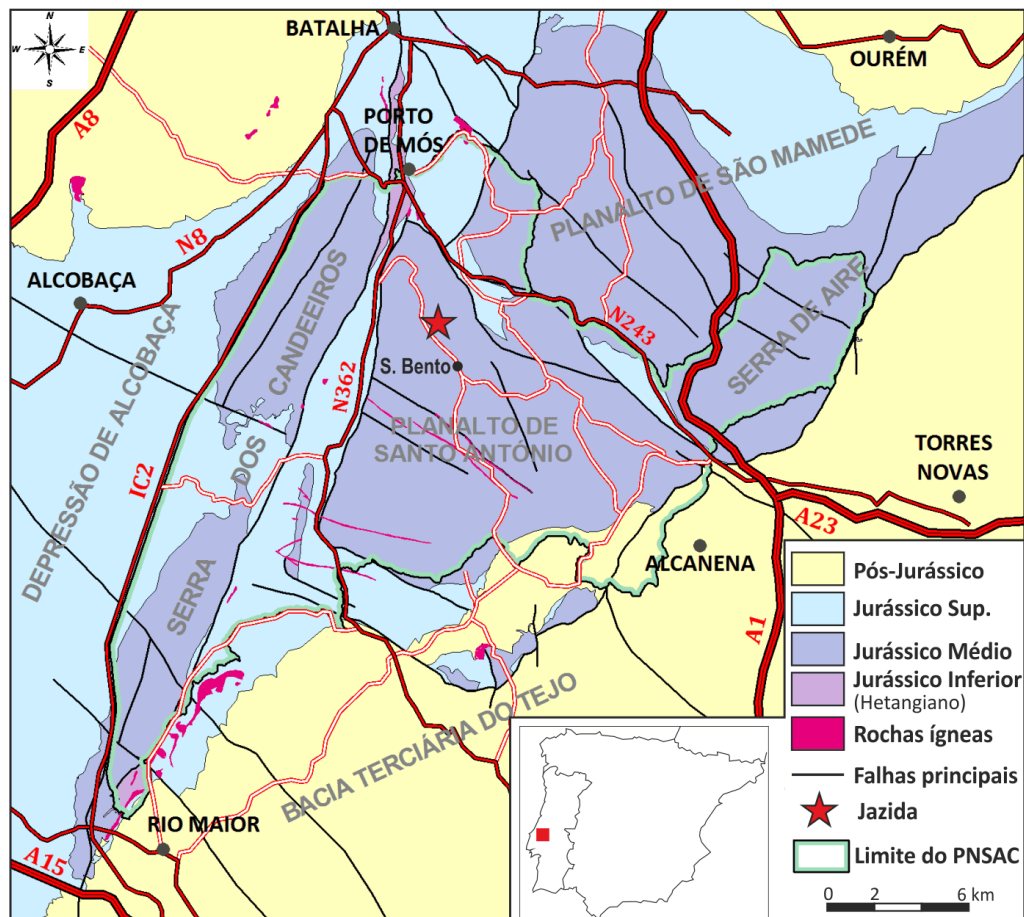 N
W
E
S
BATALHA
OURÉM
A8
PORTO
DE MÓS
PLANALTO DE SÃO MAMEDE
N8
ALCOBAÇA
CANDEEIROS
DOS
SERRA
DEPRESSÃO DE ALCOBAÇA
N243
SERRA DE AIRE
S. Bento
N362
PLANALTO DE
SANTO ANTÓNIO
IC2
TORRES
NOVAS
A23
ALCANENA
A1
BACIA TERCIÁRIA DO TEJO
RIO MAIOR
A15
Pós-Jurássico
Jurássico Sup.
Jurássico Médio
Jurássico Inferior
(Hetangiano)
Rochas ígneas
Falhas principais
Jazida
Limite do PNSAC
0 2 6 km